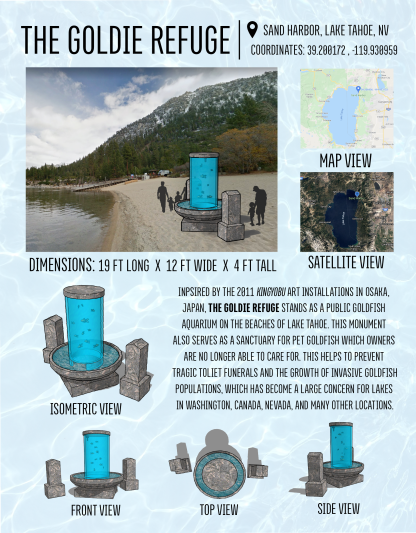 THE GOLDIE REFUGE
SAND HARBOR, LAKE TAHOE, NV
COORDINATES: 39.200172 , -119.930959
MAP VIEW
SATELLITE VIEW
DIMENSIONS: 19 FT LONG X 12 FT WIDE X 4 FT TALL
INPSIRED BY THE 2011 KINGYOBU ART INSTALLATIONS IN OSAKA,
JAPAN, THE GOLDIE REFUGE STANDS AS A PUBLIC GOLDFISH
AQUARIUM ON THE BEACHES OF LAKE TAHOE. THIS MONUMENT
ALSO SERVES AS A SANCTUARY FOR PET GOLDFISH WHICH OWNERS
ARE NO LONGER ABLE TO CARE FOR. THIS HELPS TO PREVENT
TRAGIC TOLIET FUNERALS AND THE GROWTH OF INVASIVE GOLDFISH
POPULATIONS, WHICH HAS BECOME A LARGE CONCERN FOR LAKES
IN WASHINGTON, CANADA, NEVADA, AND MANY OTHER LOCATIONS.
ISOMETRIC VIEW
FRONT VIEW
TOP VIEW
SIDE VIEW